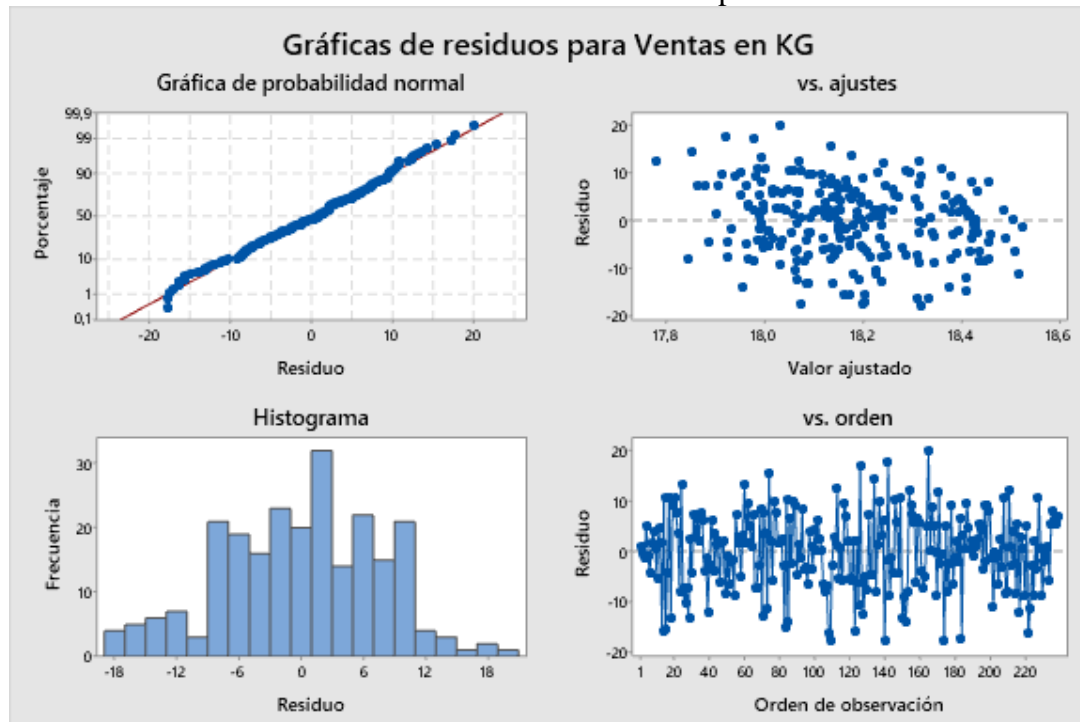 Gráficas de residuos para Ventas en KG
Gráfica de probabilidad normal
99,9
99
90
50
10
1
0,1
Porcentaje
-20 -10 0 10 20
Residuo
vs. ajustes
20
10
0
-10
-20
Residuo
17,8 18,0 18,2 18,4 18,6
Valor ajustado
Histograma
30
20
10
0
Frecuencia
-18 -12 -6 0 6 12 18
Residuo
vs. orden
20
10
0
-10
-20
Residuo
1 20 40 60 80 100 120 140 160 180 200 220
Orden de observación